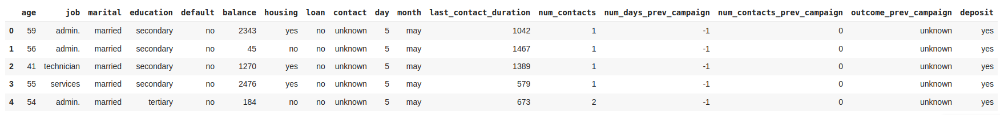 age job marital education default balance housing loan contact day month last_contact_duration num_contacts num_days_prev_campaign num_contacts_prev_campaign outcome_prev_campaign deposit
0 59 admin. married secondary no 2343 yes no unknown 5 may 1042 1 -1 0 unknown yes
1 56 admin. married secondary no 45 no no unknown 5 may 1467 1 -1 0 unknown yes
2 41 technician married secondary no 1270 yes no unknown 5 may 1389 1 -1 0 unknown yes
3 55 services married secondary no 2476 yes no unknown 5 may 579 1 -1 0 unknown yes
4 54 admin. married tertiary no 184 no no unknown 5 may 673 2 -1 0 unknown yes